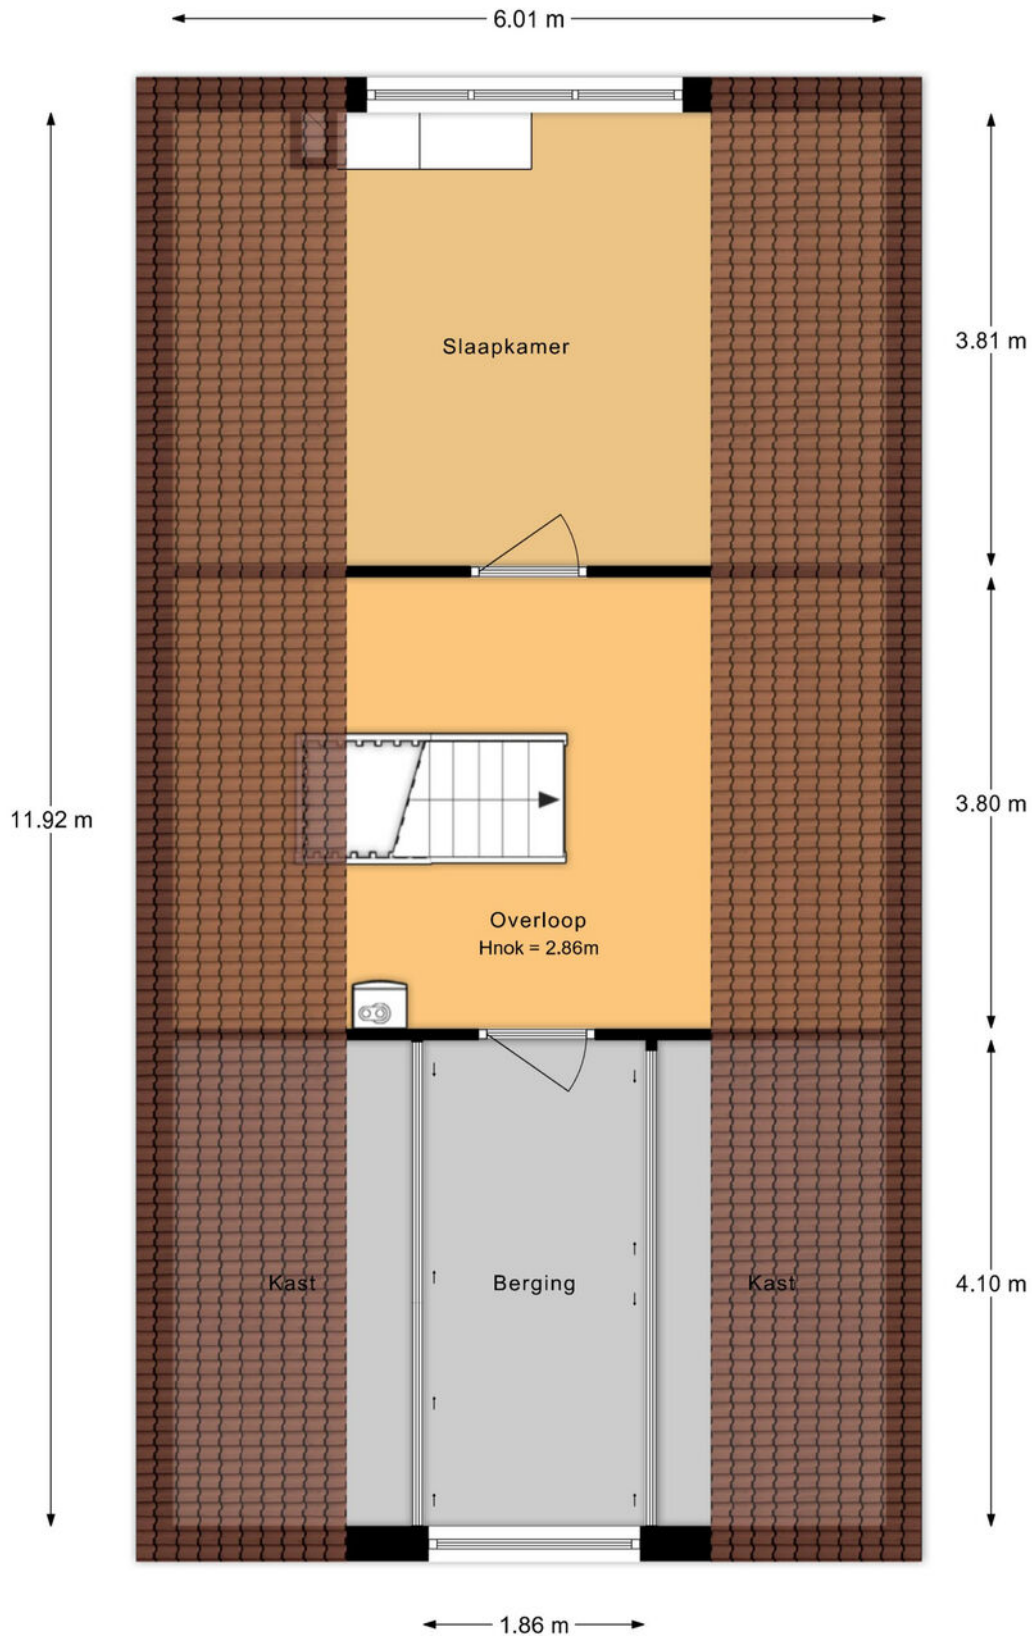 6.01 m
Slaapkamer
3.81 m
11.92 m
3.80 m
Overloop
Hnok = 2.86m
Kast
Berging
Kast
4.10 m
1.86 m